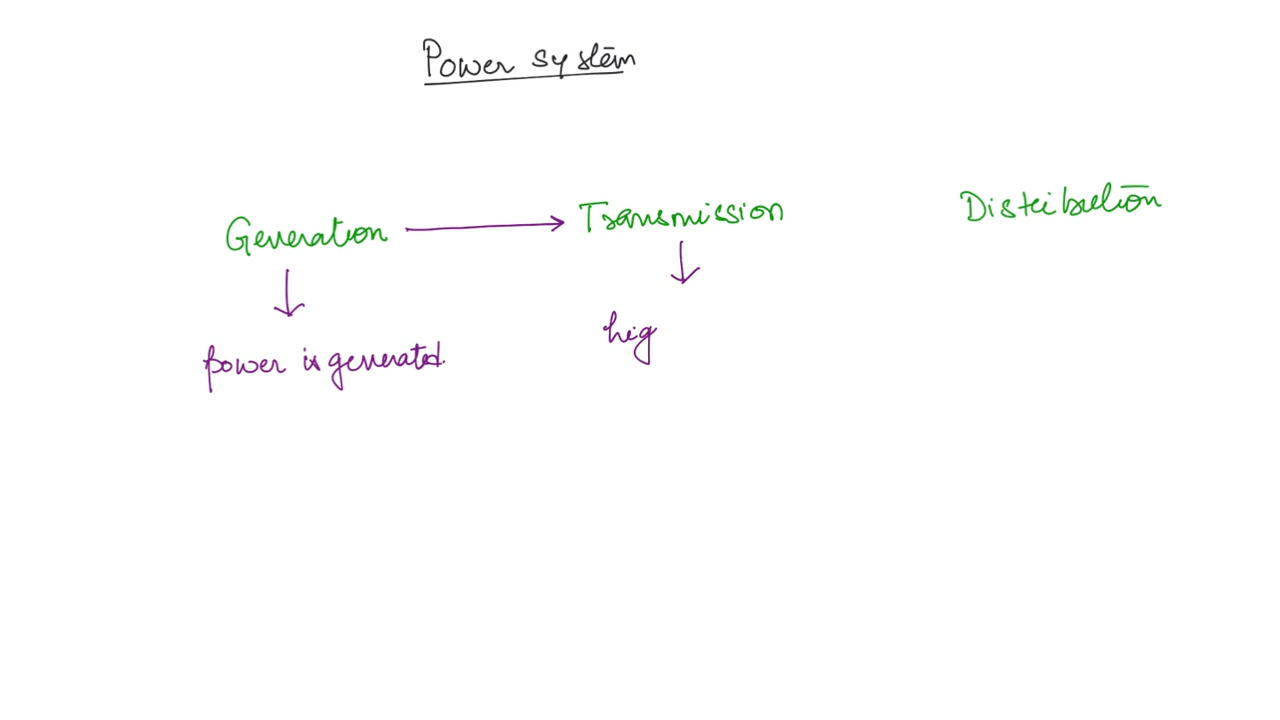 Power system
Generation Transmission Distribution
power is generated.
hig